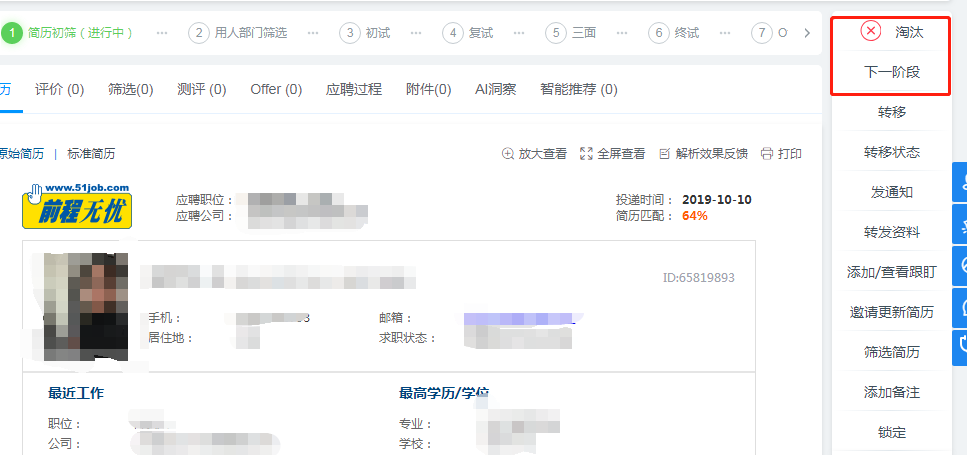 1 简历初筛（进行中） ··· 2 用人部门筛选 ··· 3 初试 ··· 4 复试 ··· 5 三面 ··· 6 终试 ··· 7 O
历 评价 (0) 筛选(0) 测评 (0) Offer (0) 应聘过程 附件(0) AI洞察 智能推荐 (0)
原始简历 | 标准简历 放大查看 全屏查看 解析效果反馈 打印
www.51job.com
前程无忧
应聘职位：
应聘公司：
投递时间： 2019-10-10
简历匹配： 64%
ID:65819893
手机： 邮箱：
居住地： 求职状态：
最近工作 最高学历/学位
职位： 专业：
公司： 学校：
淘汰
下一阶段
转移
转移状态
发通知
转发资料
添加/查看跟盯
邀请更新简历
筛选简历
添加备注
锁定